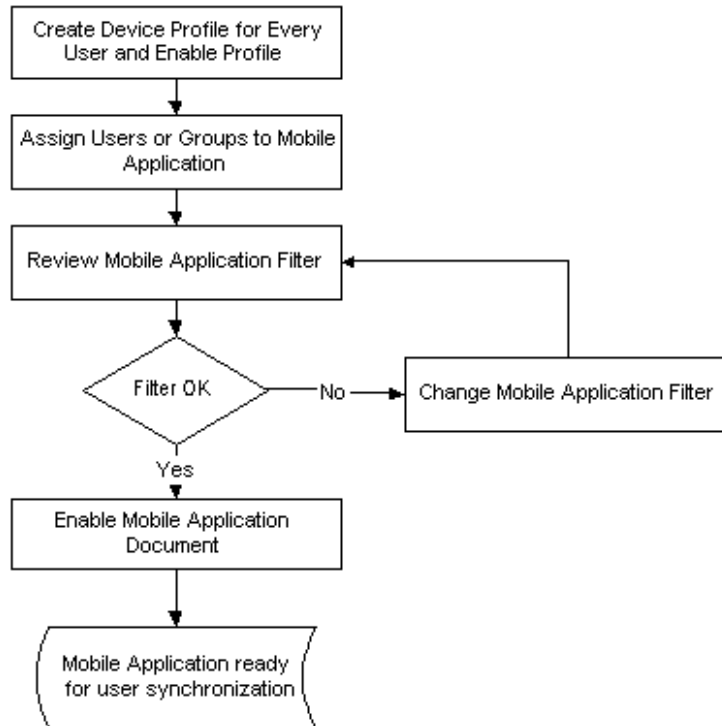 Create Device Profile for Every
User and Enable Profile
Assign Users or Groups to Mobile
Application
Review Mobile Application Filter
Filter OK
No
Change Mobile Application Filter
Yes
Enable Mobile Application
Document
Mobile Application ready
for user synchronization